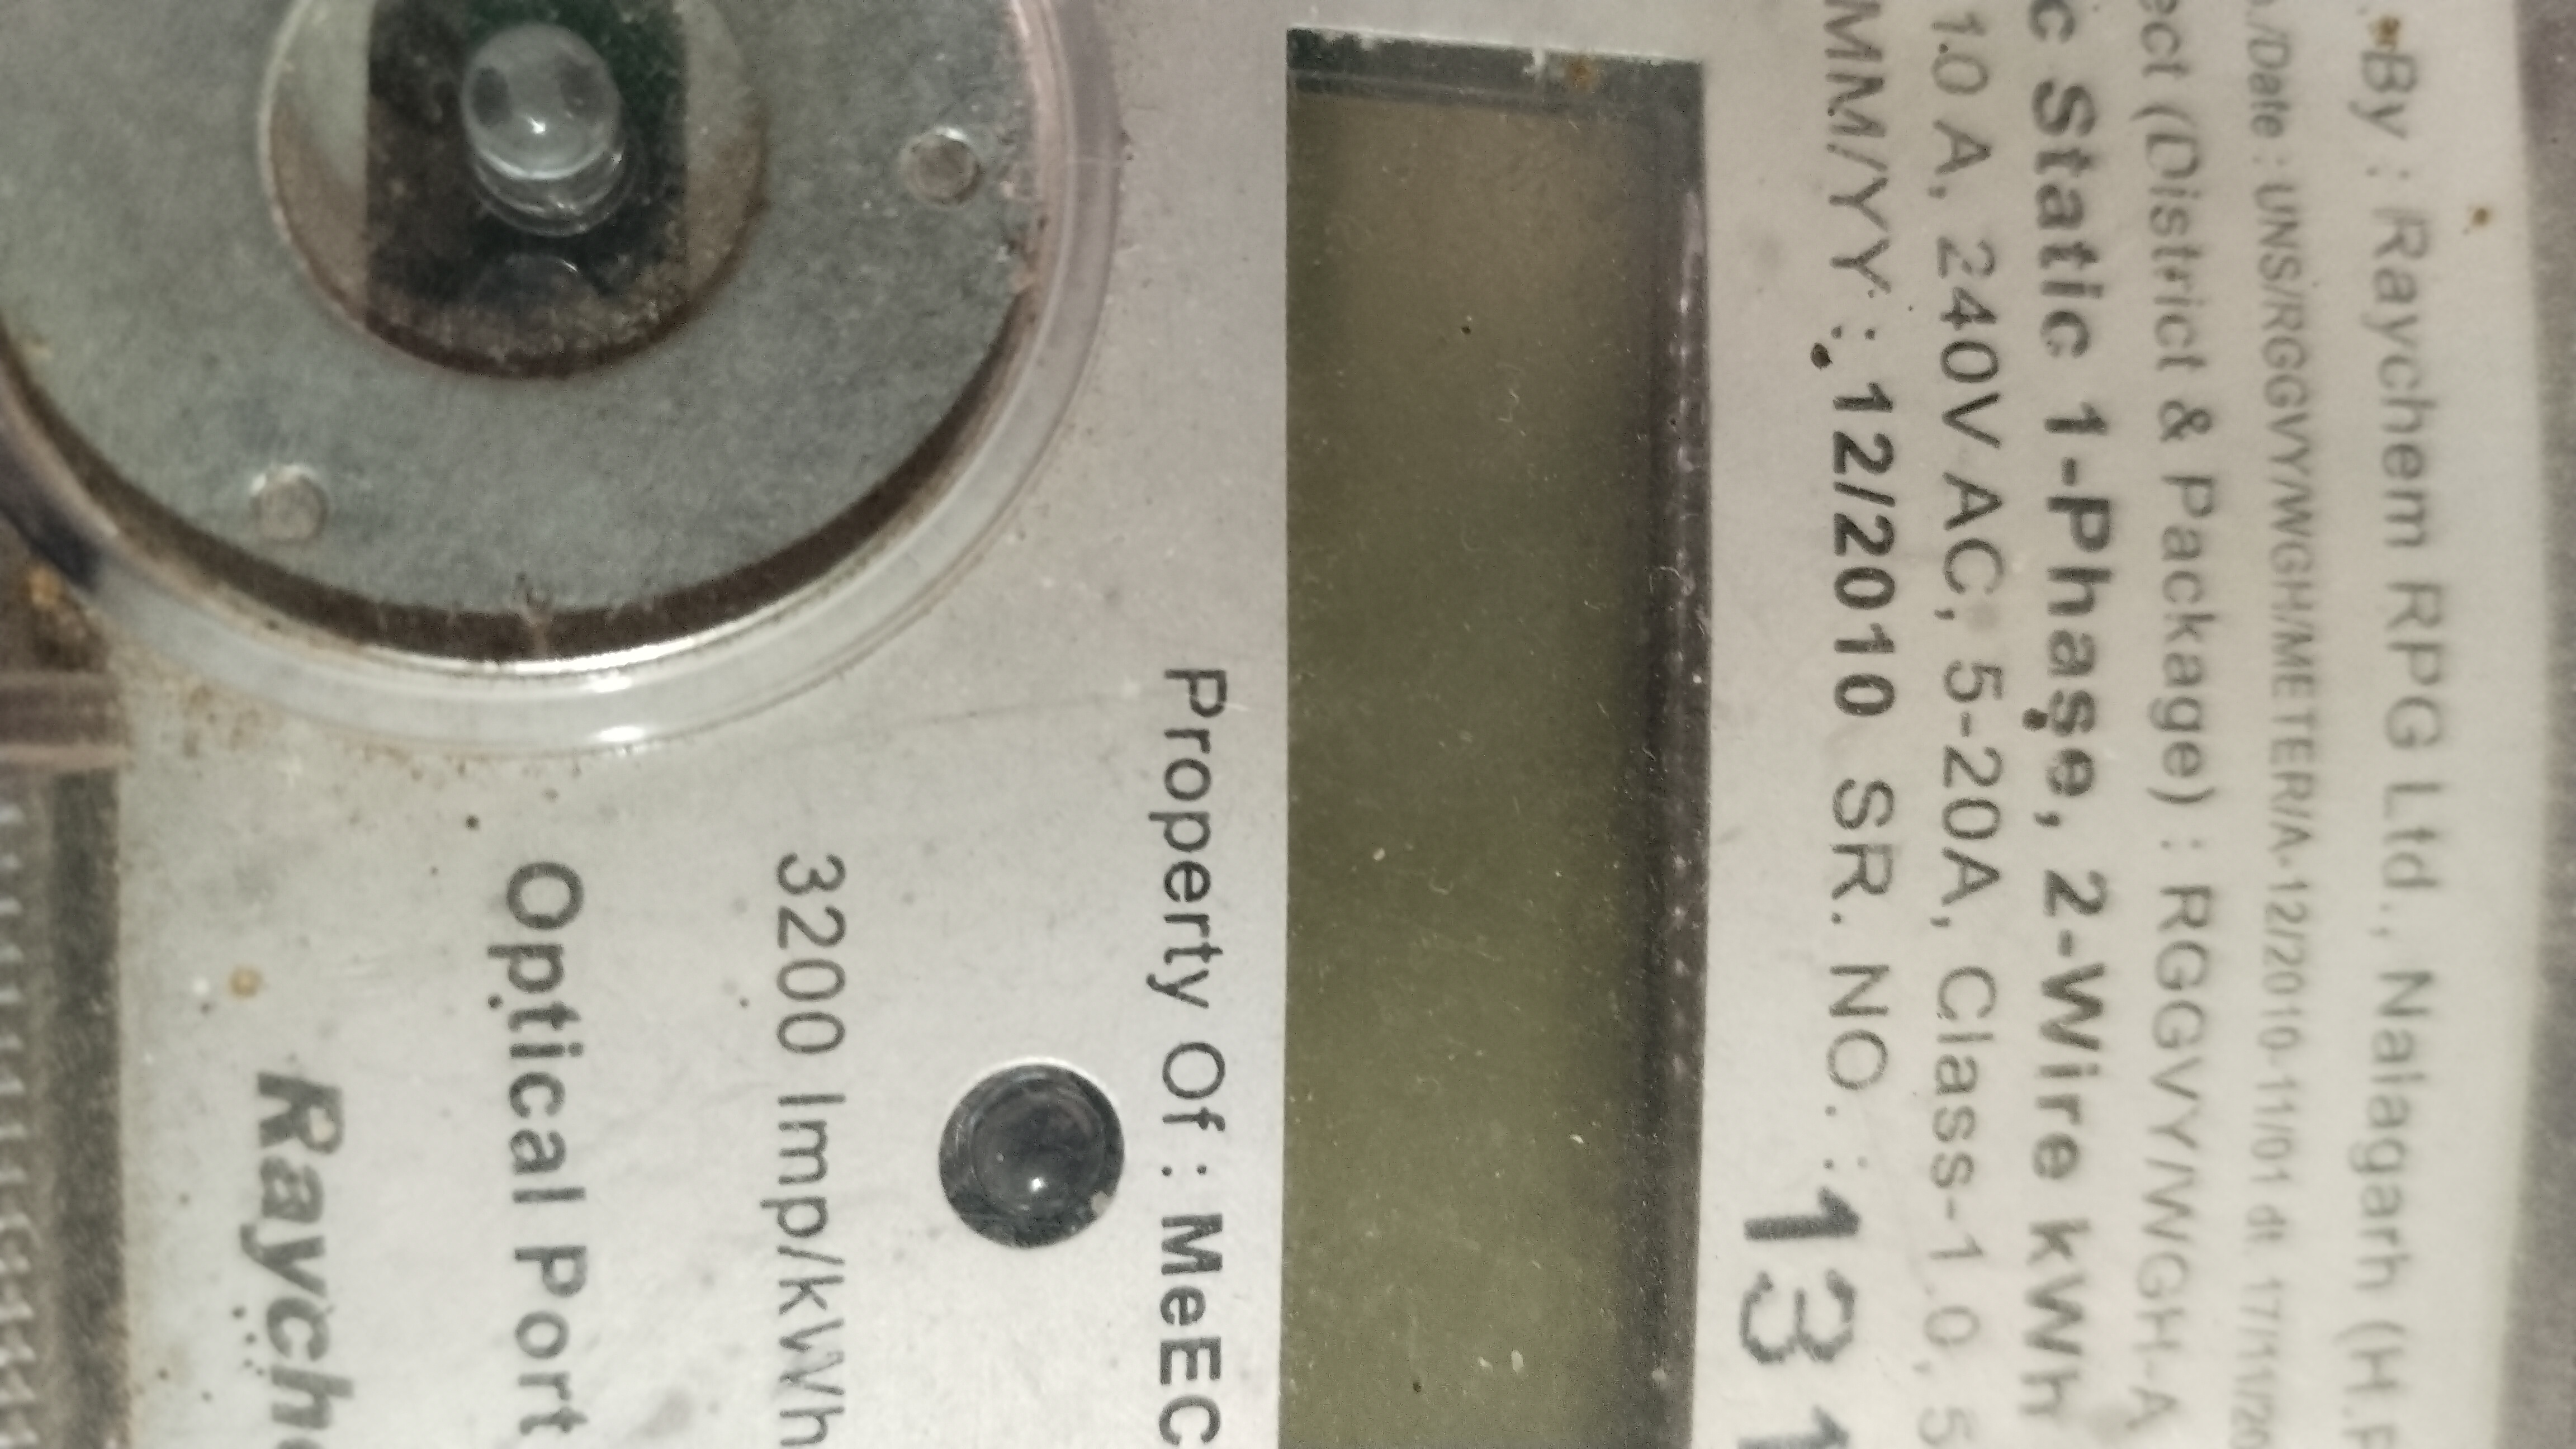 By : Raychem RPG Ltd., Nalagarh (H.P
./Date : UNS/RGGVY/WGH/METER/A-12/2010-11/01 dt. 17/11/20
ect (District & Package) : RGGVY/WGH-A
c Static 1-Phase, 2-Wire kWh
1.0 A, 240V AC, 5-20A, Class-1.0, 5
MM/YY : 12/2010 SR. NO. : 131
Property Of : MeEC
3200 Imp/kWh
Optical Port
Rayche